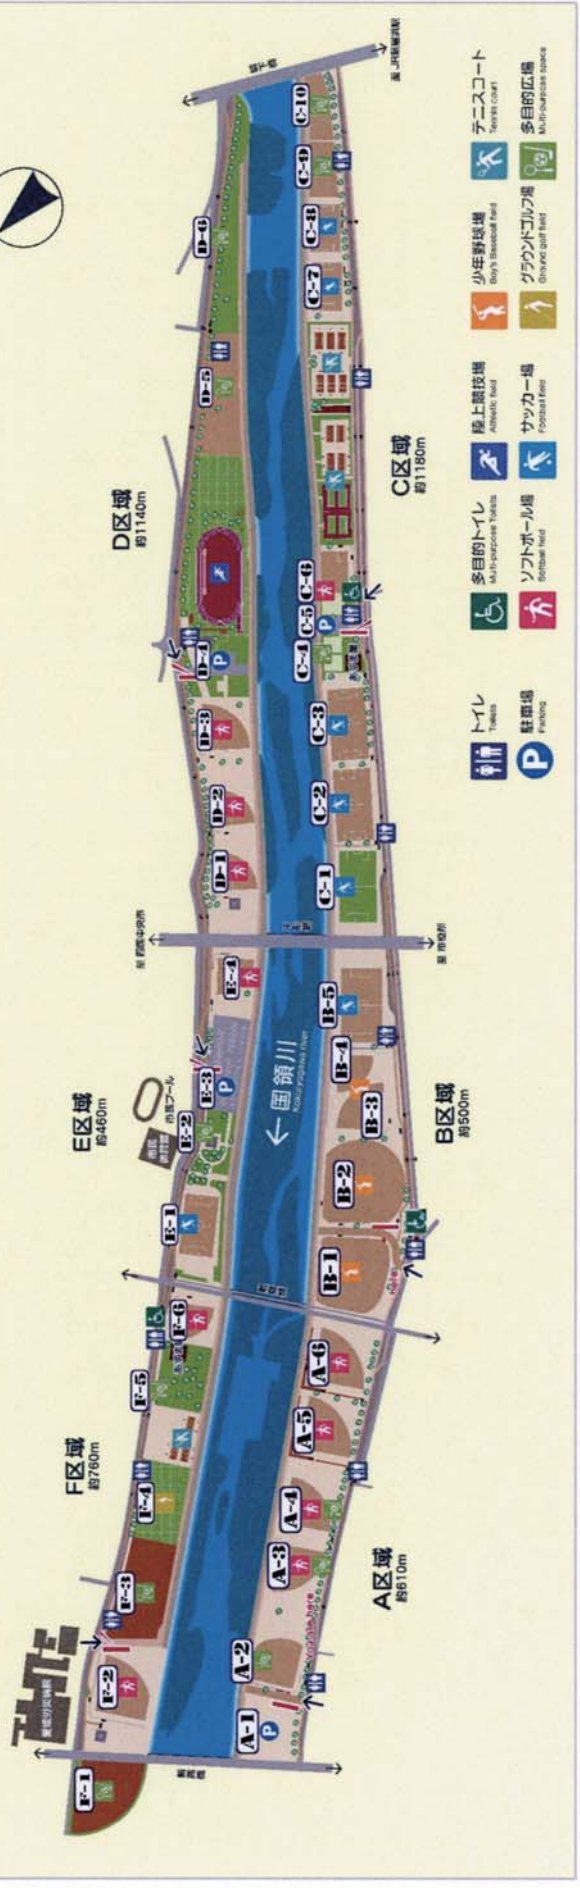 D区域
約1140m
E区域
約460m
F区域
約760m
C区域
約1180m
B区域
約500m
A区域
約610m
D-6
D-5
D-4
D-3
D-2
D-1
E-4
E-3
E-2
E-1
F-6
F-5
F-4
F-3
F-2
F-1
C-10
C-9
C-8
C-7
C-6
C-5
C-4
C-3
C-2
C-1
B-5
B-4
B-3
B-2
B-1
A-6
A-5
A-4
A-3
A-2
A-1
P
P
P
P
← 国領川
Kokuryogawa River
市民プール
至 市役所
You are here
トイレ
Toilets
多目的トイレ
Multi-purpose Toilets
陸上競技場
Athletic field
少年野球場
Boy's Baseball field
テニスコート
Tennis court
P
駐車場
Parking
ソフトボール場
Softball field
サッカー場
Football field
グラウンドゴルフ場
Ground golf field
多目的広場
Multi-purpose space